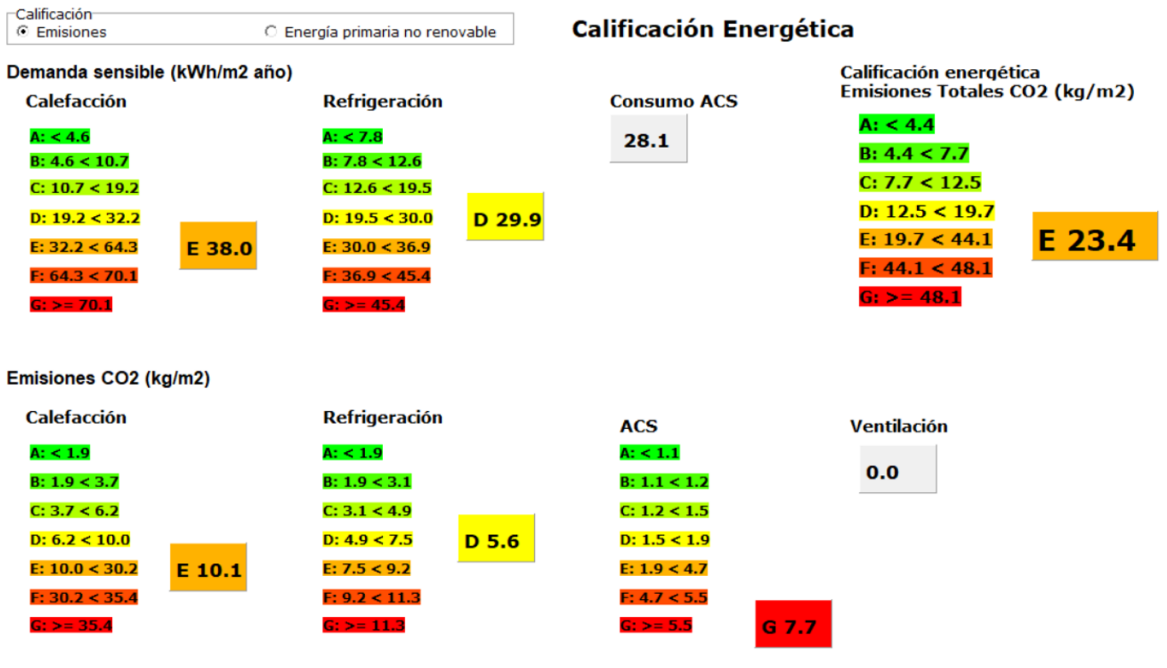 Calificación
Emisiones
Energía primaria no renovable
Calificación Energética
Demanda sensible (kWh/m2 año)
Calefacción
A: < 4.6
B: 4.6 < 10.7
C: 10.7 < 19.2
D: 19.2 < 32.2
E: 32.2 < 64.3
F: 64.3 < 70.1
G: >= 70.1
E 38.0
Refrigeración
A: < 7.8
B: 7.8 < 12.6
C: 12.6 < 19.5
D: 19.5 < 30.0
E: 30.0 < 36.9
F: 36.9 < 45.4
G: >= 45.4
D 29.9
Consumo ACS
28.1
Calificación energética
Emisiones Totales CO2 (kg/m2)
A: < 4.4
B: 4.4 < 7.7
C: 7.7 < 12.5
D: 12.5 < 19.7
E: 19.7 < 44.1
F: 44.1 < 48.1
G: >= 48.1
E 23.4
Emisiones CO2 (kg/m2)
Calefacción
A: < 1.9
B: 1.9 < 3.7
C: 3.7 < 6.2
D: 6.2 < 10.0
E: 10.0 < 30.2
F: 30.2 < 35.4
G: >= 35.4
E 10.1
Refrigeración
A: < 1.9
B: 1.9 < 3.1
C: 3.1 < 4.9
D: 4.9 < 7.5
E: 7.5 < 9.2
F: 9.2 < 11.3
G: >= 11.3
D 5.6
ACS
A: < 1.1
B: 1.1 < 1.2
C: 1.2 < 1.5
D: 1.5 < 1.9
E: 1.9 < 4.7
F: 4.7 < 5.5
G: >= 5.5
G 7.7
Ventilación
0.0